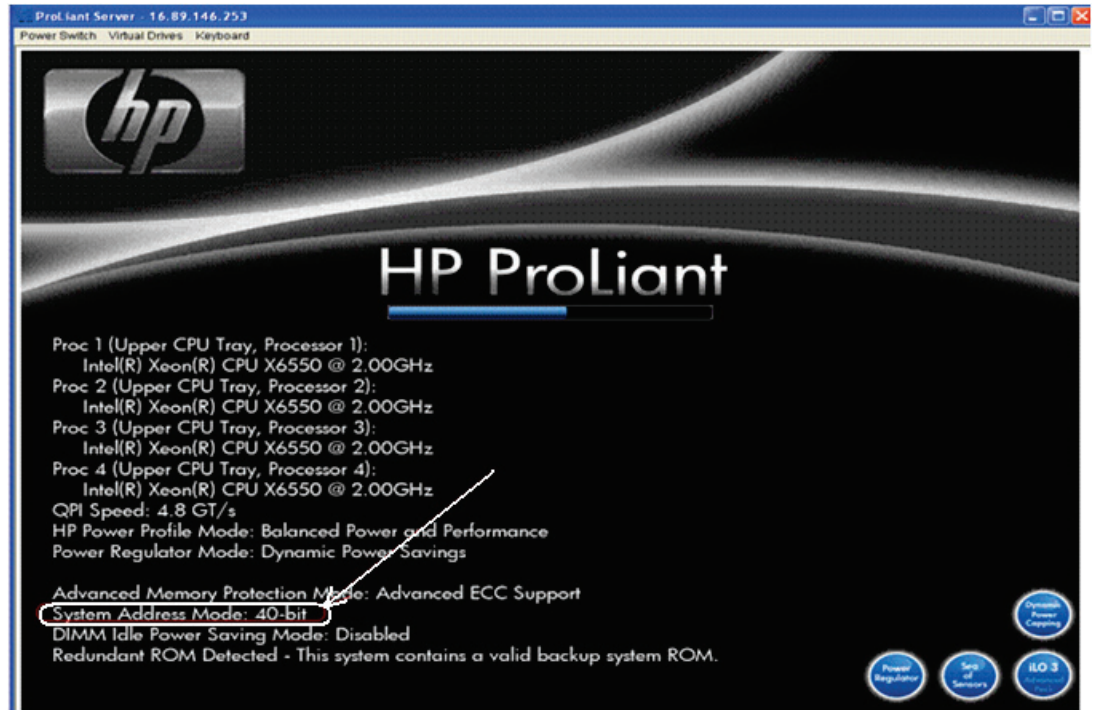 ProLiant Server - 16.89.146.253
Power Switch Virtual Drives Keyboard
hp
HP ProLiant
Proc 1 (Upper CPU Tray, Processor 1):
Intel(R) Xeon(R) CPU X6550 @ 2.00GHz
Proc 2 (Upper CPU Tray, Processor 2):
Intel(R) Xeon(R) CPU X6550 @ 2.00GHz
Proc 3 (Upper CPU Tray, Processor 3):
Intel(R) Xeon(R) CPU X6550 @ 2.00GHz
Proc 4 (Upper CPU Tray, Processor 4):
Intel(R) Xeon(R) CPU X6550 @ 2.00GHz
QPI Speed: 4.8 GT/s
HP Power Profile Mode: Balanced Power and Performance
Power Regulator Mode: Dynamic Power Savings
Advanced Memory Protection Mode: Advanced ECC Support
System Address Mode: 40-bit
DIMM Idle Power Saving Mode: Disabled
Redundant ROM Detected - This system contains a valid backup system ROM.
Dynamic
Power
Capping
Power
Regulator
Sea
of
Sensors
iLO 3
Advanced